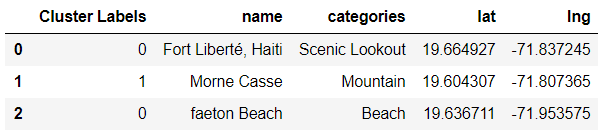 Cluster Labels name categories lat lng
0 0 Fort Liberté, Haiti Scenic Lookout 19.664927 -71.837245
1 1 Morne Casse Mountain 19.604307 -71.807365
2 0 faeton Beach Beach 19.636711 -71.953575